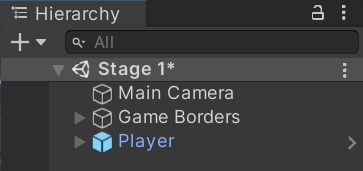 Hierarchy
All
Stage 1*
Main Camera
Game Borders
Player